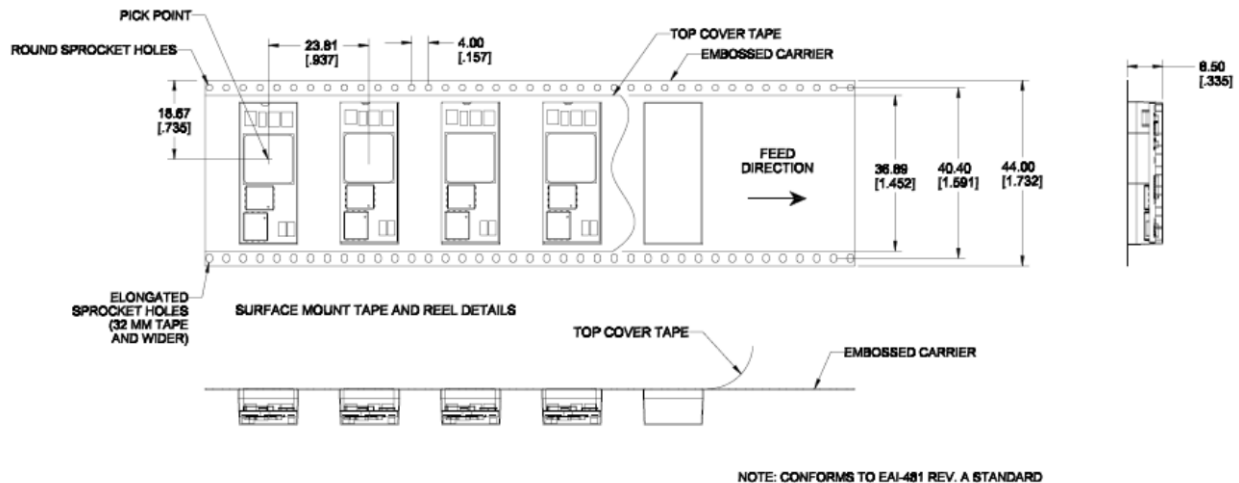 PICK POINT
ROUND SPROCKET HOLES
23.81
[.937]
4.00
[.157]
TOP COVER TAPE
EMBOSSED CARRIER
8.50
[.335]
18.67
[.735]
FEED
DIRECTION
36.89
[1.452]
40.40
[1.591]
44.00
[1.732]
ELONGATED
SPROCKET HOLES
(32 MM TAPE
AND WIDER)
SURFACE MOUNT TAPE AND REEL DETAILS
TOP COVER TAPE
EMBOSSED CARRIER
NOTE: CONFORMS TO EAI-481 REV. A STANDARD